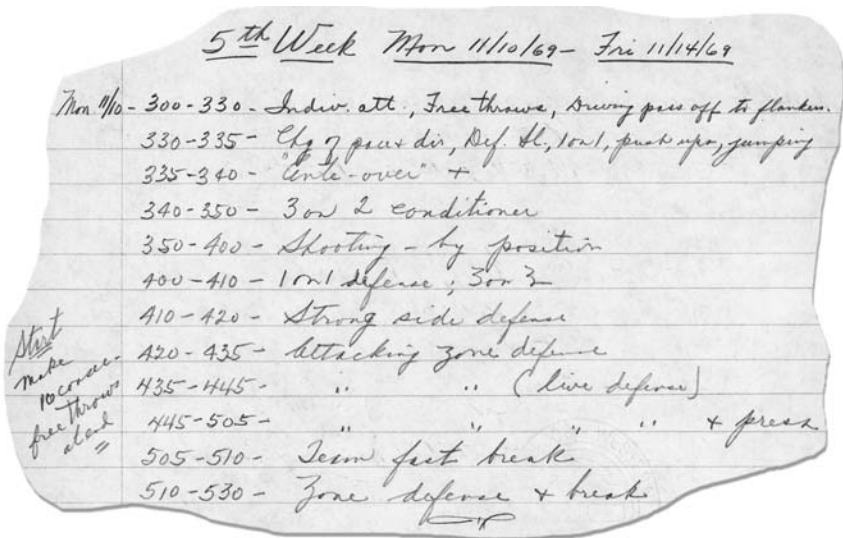 5th Week Mon 11/10/69 - Fri 11/14/69
Mon 11/10 - 300-330 - Indiv. att., Free throws, Driving pass off to flankers.
330-335 - Chg of pace & dir, Def. sl., 1 on 1, push ups, jumping
335-340 - "Ante-over" +
340-350 - 3 on 2 conditioner
350-400 - Shooting - by position
400-410 - 1 on 1 defense; 3 on 3
410-420 - Strong side defense
420-435 - Attacking zone defense
435-445 - " " (live defense)
445-505 - " " " " + press
505-510 - Team fast break
510-530 - Zone defense + break
Start
make
10 consec.
free throws
at end